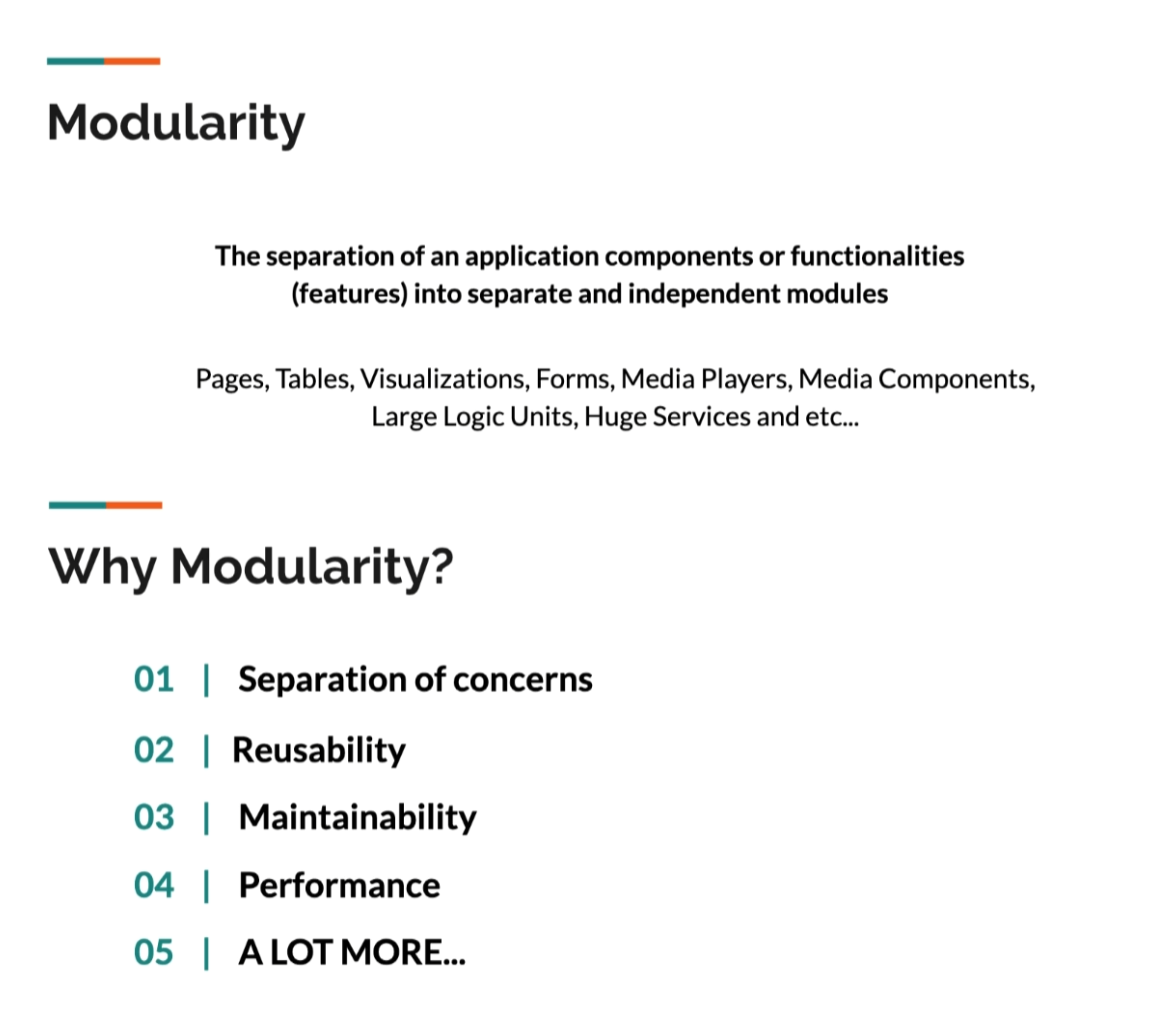 Modularity
The separation of an application components or functionalities
(features) into separate and independent modules
Pages, Tables, Visualizations, Forms, Media Players, Media Components,
Large Logic Units, Huge Services and etc...
Why Modularity?
01 | Separation of concerns
02 | Reusability
03 | Maintainability
04 | Performance
05 | A LOT MORE...